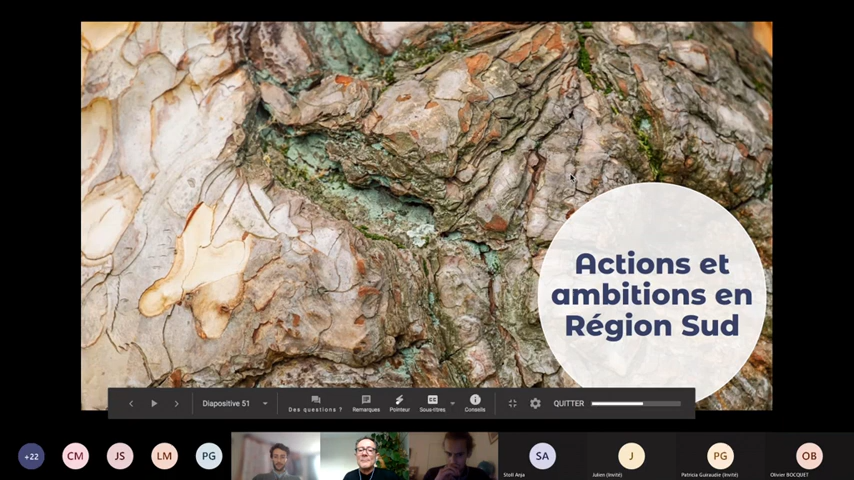 Actions et
ambitions en
Région Sud
Diapositive 51
Des questions ?
Remarques
Pointeur
Sous-titres
Conseils
QUITTER
+22
CM
JS
LM
PG
SA
J
PG
OB
Stoll Anja
Julien (Invité)
Patricia Guiraudie (Invité)
Olivier BOCQUET